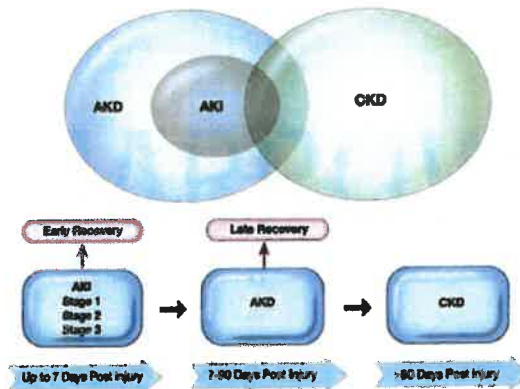 AKD
AKI
CKD
Early Recovery
Late Recovery
AKI
Stage 1
Stage 2
Stage 3
AKD
CKD
Up to 7 Days Post Injury
7-90 Days Post Injury
>90 Days Post Injury